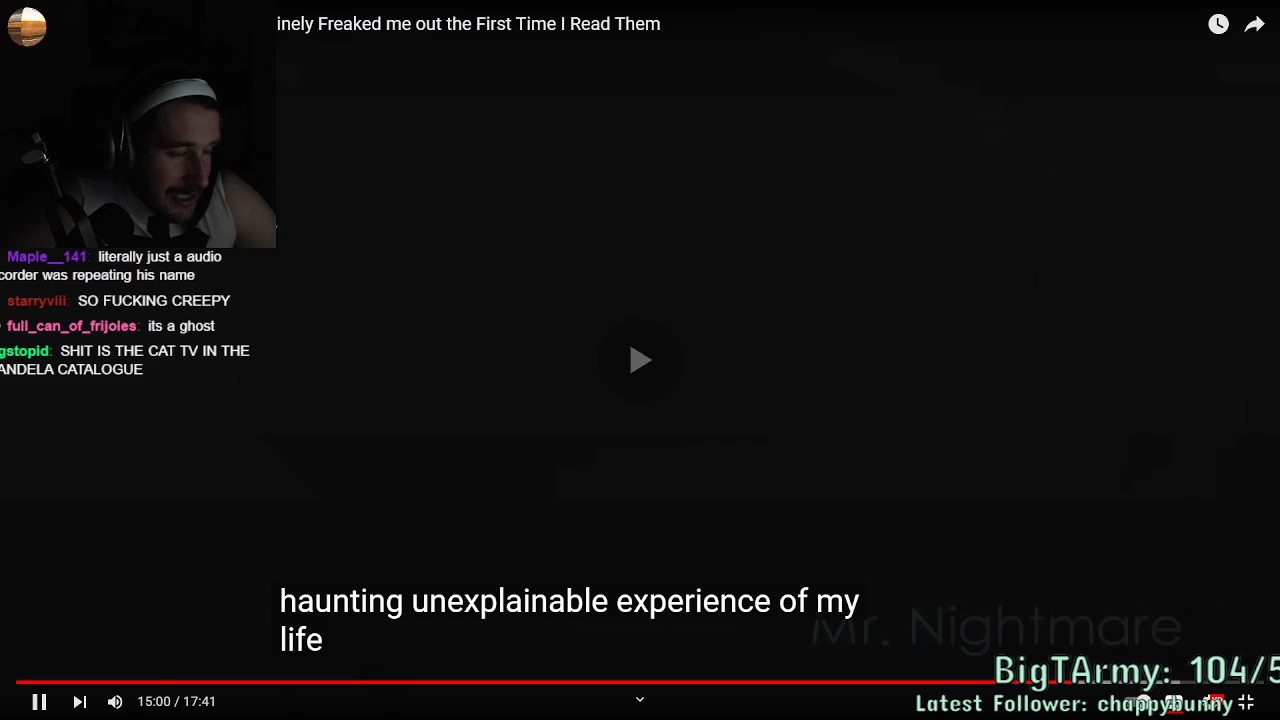 inely Freaked me out the First Time I Read Them
Maple__141: literally just a audio
corder was repeating his name
starryviii: SO FUCKING CREEPY
full_can_of_frijoles: its a ghost
gstopid: SHIT IS THE CAT TV IN THE
ANDELA CATALOGUE
haunting unexplainable experience of my
life
Mr. Nightmare
BigTArmy: 104/5
15:00 / 17:41
Latest Follower: chappybunny